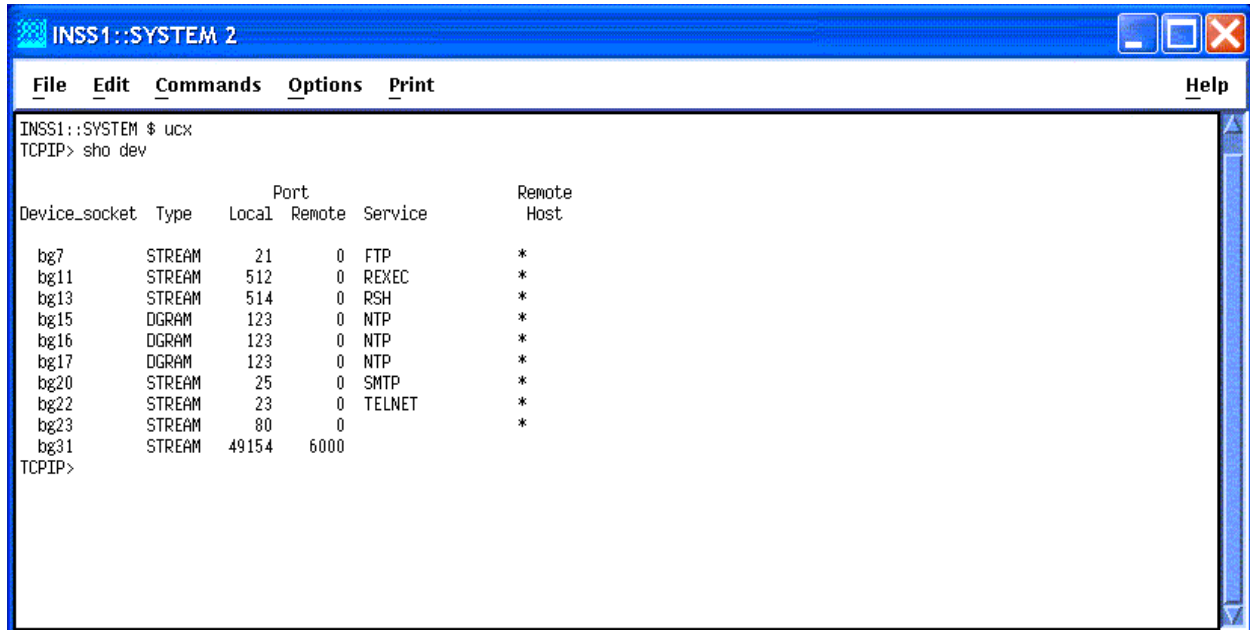 INSS1::SYSTEM 2
File Edit Commands Options Print Help
INSS1::SYSTEM $ ucx
TCPIP> sho dev
Port Remote
Device_socket Type Local Remote Service Host
bg7 STREAM 21 0 FTP *
bg11 STREAM 512 0 REXEC *
bg13 STREAM 514 0 RSH *
bg15 DGRAM 123 0 NTP *
bg16 DGRAM 123 0 NTP *
bg17 DGRAM 123 0 NTP *
bg20 STREAM 25 0 SMTP *
bg22 STREAM 23 0 TELNET *
bg23 STREAM 80 0 *
bg31 STREAM 49154 6000
TCPIP>